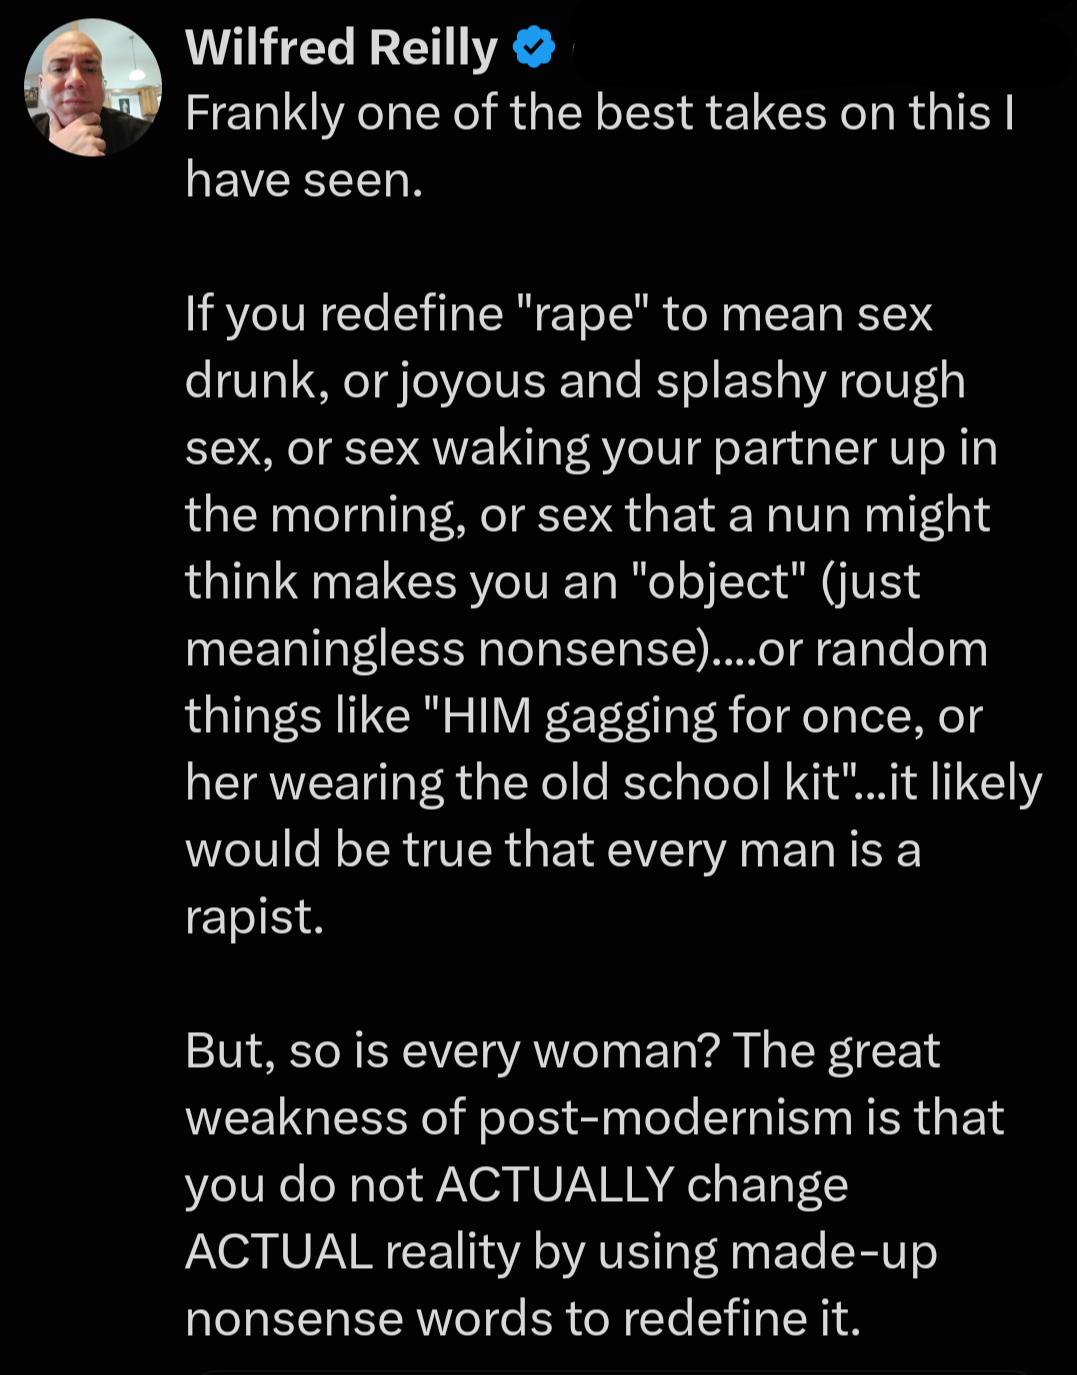 Wilfred Reilly
Frankly one of the best takes on this I
have seen.
If you redefine "rape" to mean sex
drunk, or joyous and splashy rough
sex, or sex waking your partner up in
the morning, or sex that a nun might
think makes you an "object" (just
meaningless nonsense)....or random
things like "HIM gagging for once, or
her wearing the old school kit"...it likely
would be true that every man is a
rapist.
But, so is every woman? The great
weakness of post-modernism is that
you do not ACTUALLY change
ACTUAL reality by using made-up
nonsense words to redefine it.